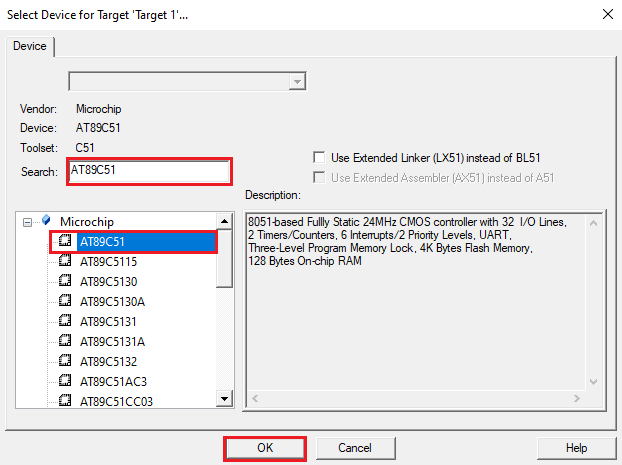 Select Device for Target 'Target 1'...
Device
Vendor: Microchip
Device: AT89C51
Toolset: C51
Search: AT89C51
Use Extended Linker (LX51) instead of BL51
Use Extended Assembler (AX51) instead of A51
Description:
Microchip
AT89C51
AT89C5115
AT89C5130
AT89C5130A
AT89C5131
AT89C5131A
AT89C5132
AT89C51AC3
AT89C51CC03
8051-based Fullly Static 24MHz CMOS controller with 32 I/O Lines,
2 Timers/Counters, 6 Interrupts/2 Priority Levels, UART,
Three-Level Program Memory Lock, 4K Bytes Flash Memory,
128 Bytes On-chip RAM
OK
Cancel
Help